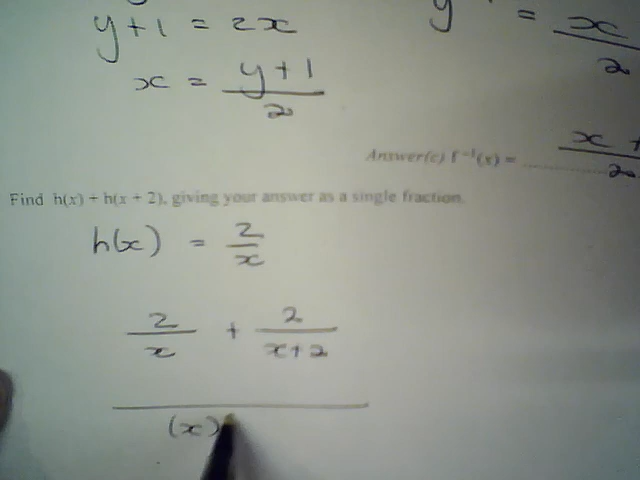 y+1 = 2x
y = x/2
x = (y+1)/2
Answer(c) f⁻¹(x) = ........ x+/2
Find h(x) + h(x + 2), giving your answer as a single fraction.
h(x) = 2/x
2/x + 2/(x+2)
(x)